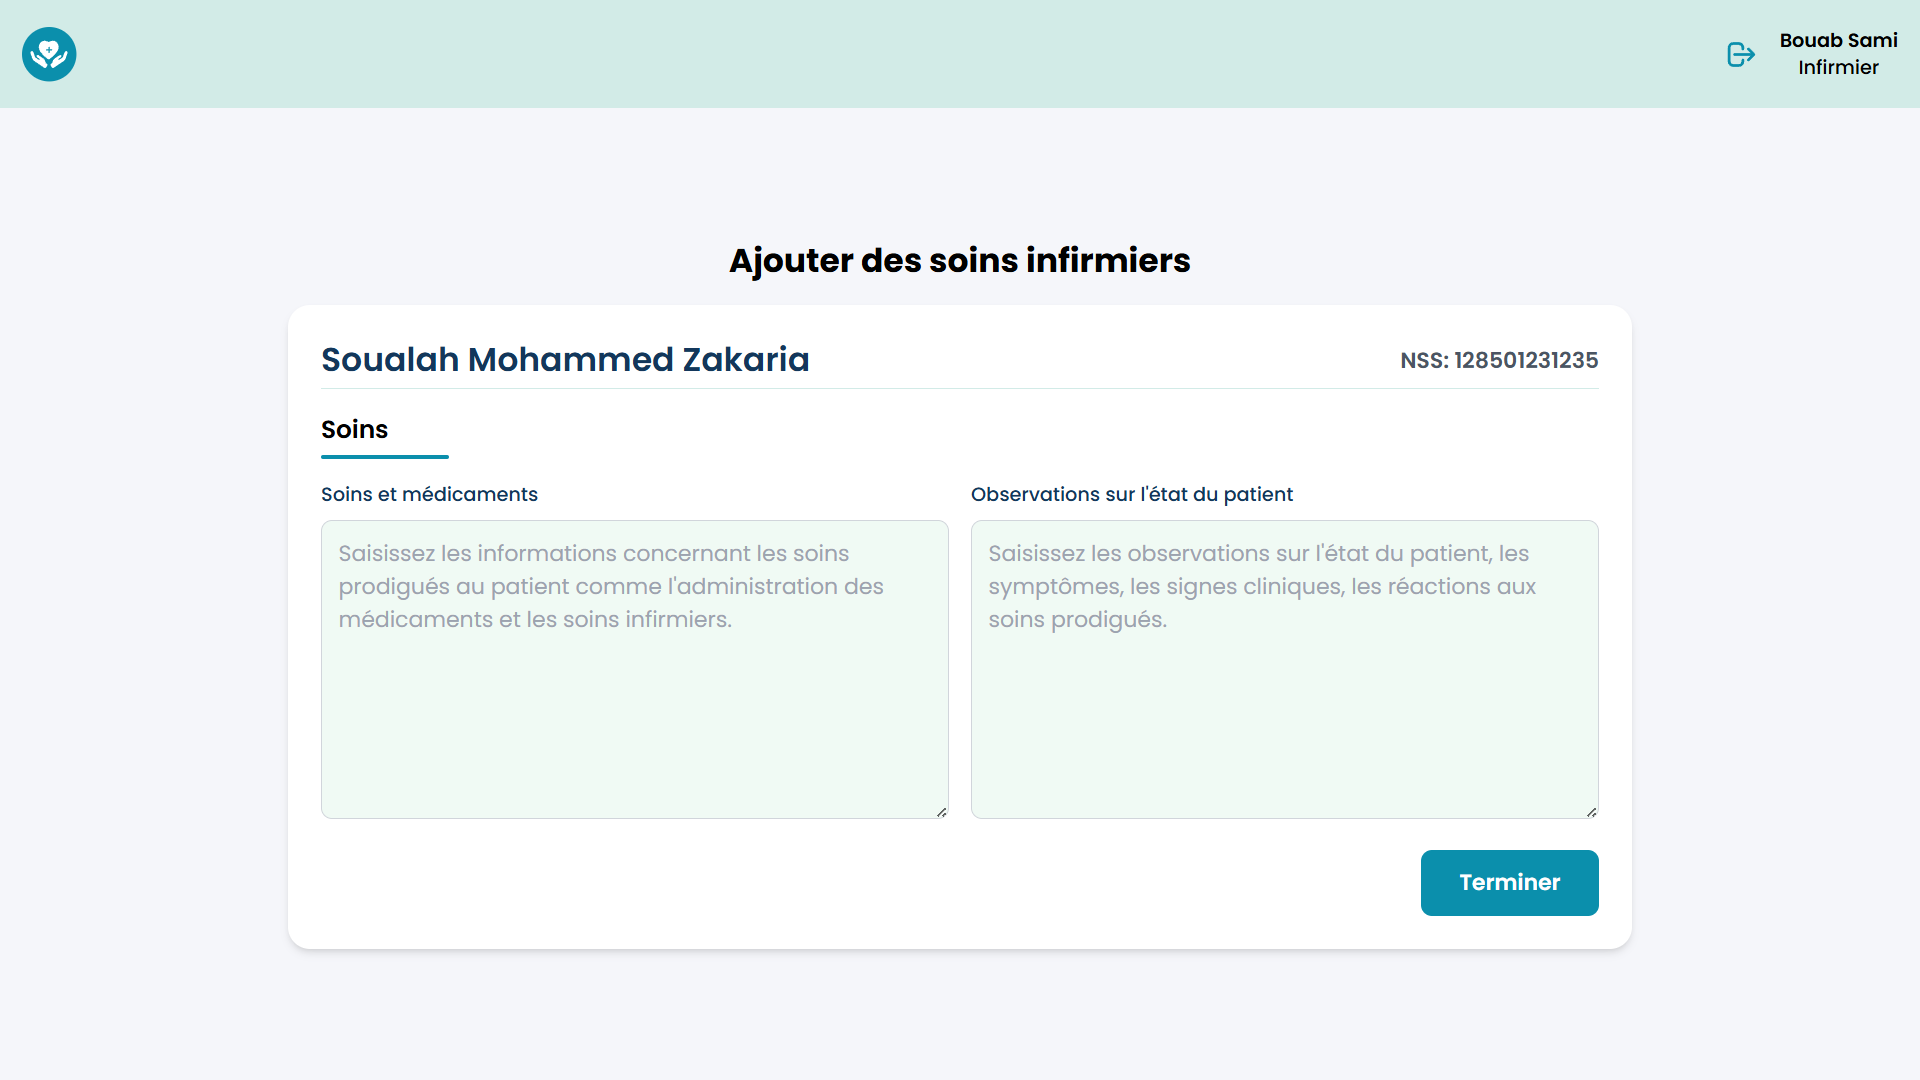 Bouab Sami
Infirmier
Ajouter des soins infirmiers
Soualah Mohammed Zakaria
NSS: 128501231235
Soins
Soins et médicaments
Saisissez les informations concernant les soins
prodigués au patient comme l'administration des
médicaments et les soins infirmiers.
Observations sur l'état du patient
Saisissez les observations sur l'état du patient, les
symptômes, les signes cliniques, les réactions aux
soins prodigués.
Terminer